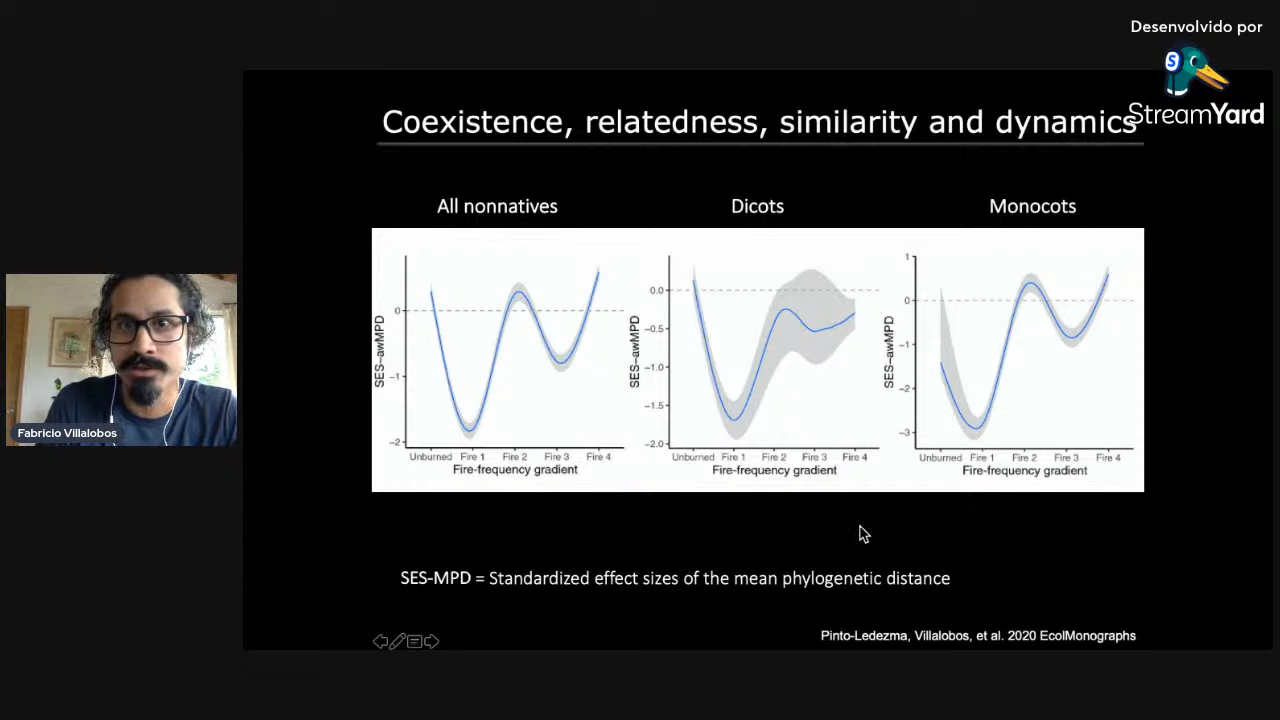 Desenvolvido por
StreamYard
Coexistence, relatedness, similarity and dynamics
All nonnatives
Dicots
Monocots
SES-awMPD
0
-1
-2
Unburned Fire 1 Fire 2 Fire 3 Fire 4
Fire-frequency gradient
SES-awMPD
0.0
-0.5
-1.0
-1.5
-2.0
Unburned Fire 1 Fire 2 Fire 3 Fire 4
Fire-frequency gradient
SES-awMPD
1
0
-1
-2
-3
Unburned Fire 1 Fire 2 Fire 3 Fire 4
Fire-frequency gradient
Fabricio Villalobos
SES-MPD = Standardized effect sizes of the mean phylogenetic distance
Pinto-Ledezma, Villalobos, et al. 2020 EcolMonographs